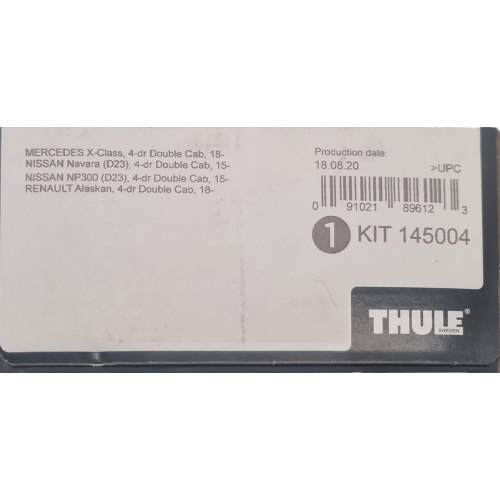 MERCEDES X-Class, 4-dr Double Cab, 18-
NISSAN Navara (D23), 4-dr Double Cab, 15-
NISSAN NP300 (D23), 4-dr Double Cab, 15-
RENAULT Alaskan, 4-dr Double Cab, 18-
Production date:
18.08.20 >UPC
0 91021 89612 3
1 KIT 145004
THULE®
SWEDEN